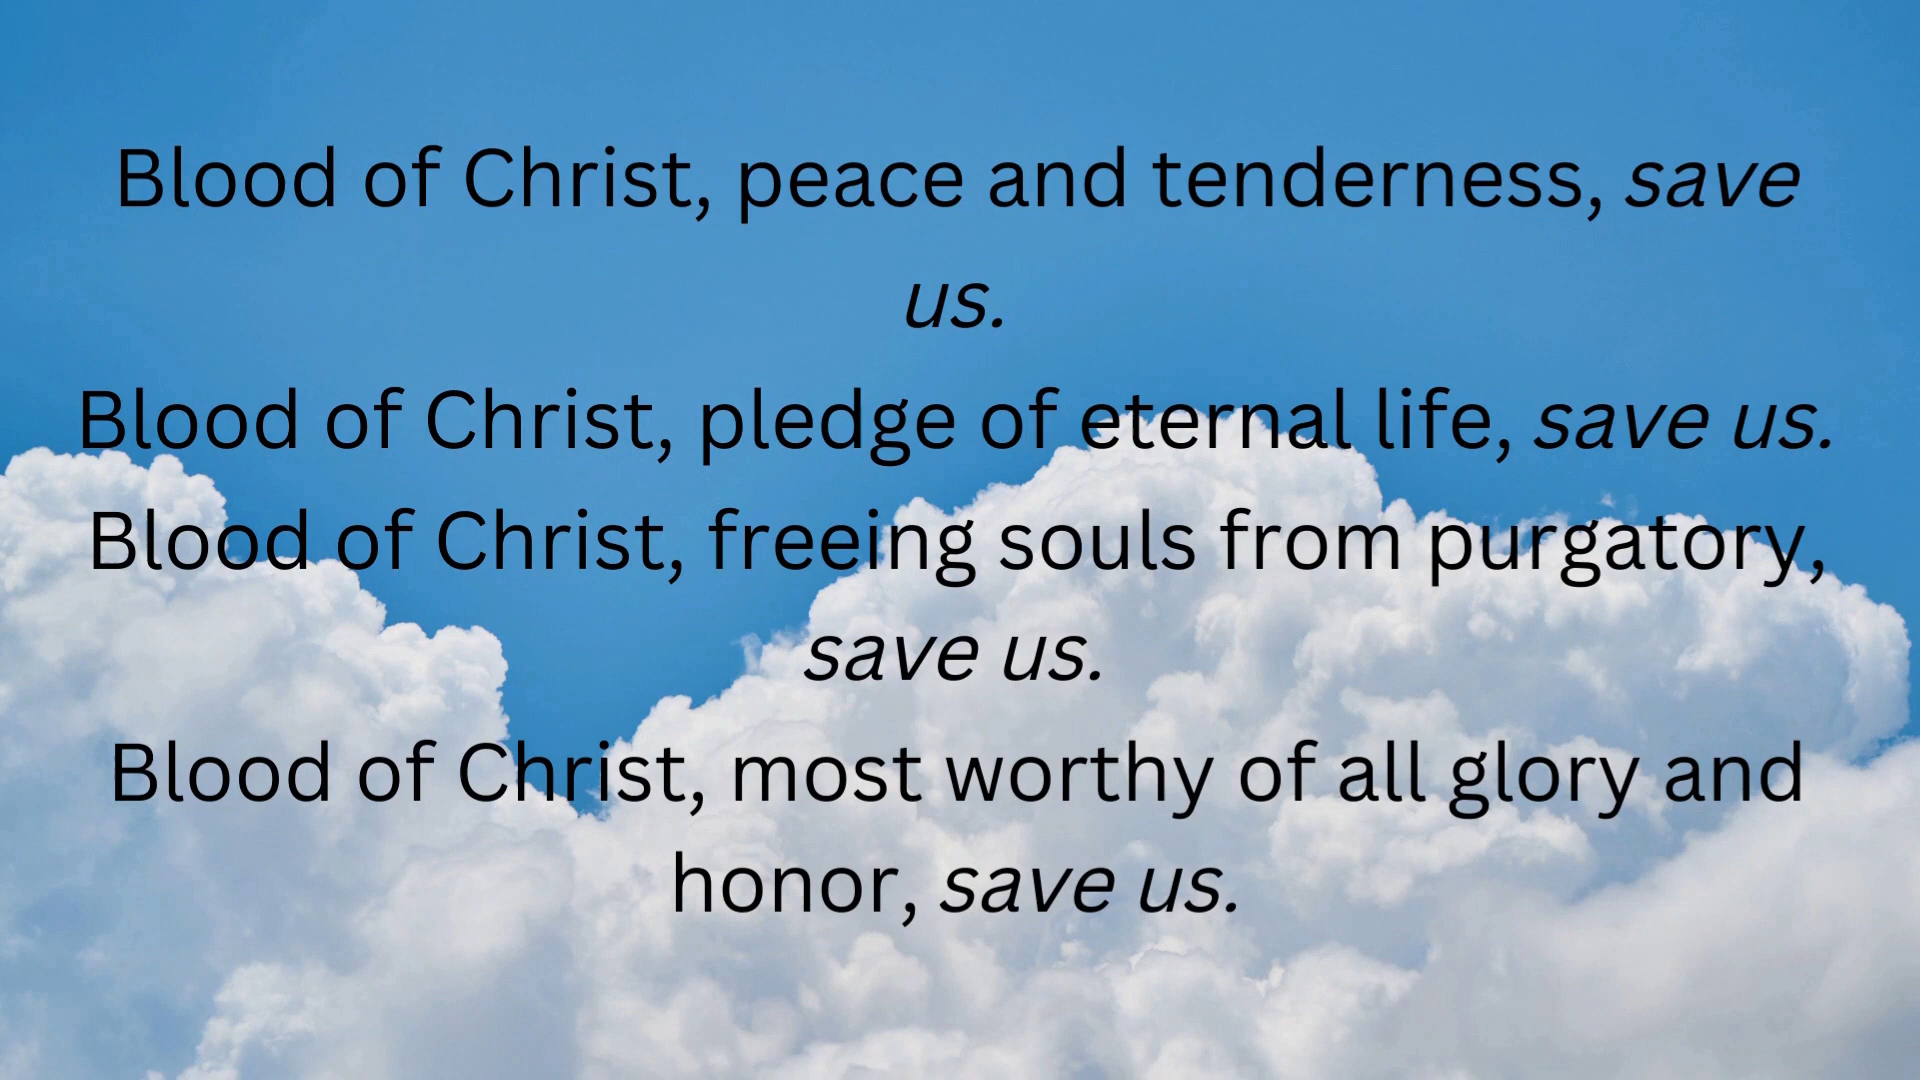 Blood of Christ, peace and tenderness, save
us.
Blood of Christ, pledge of eternal life, save us.
Blood of Christ, freeing souls from purgatory,
save us.
Blood of Christ, most worthy of all glory and
honor, save us.